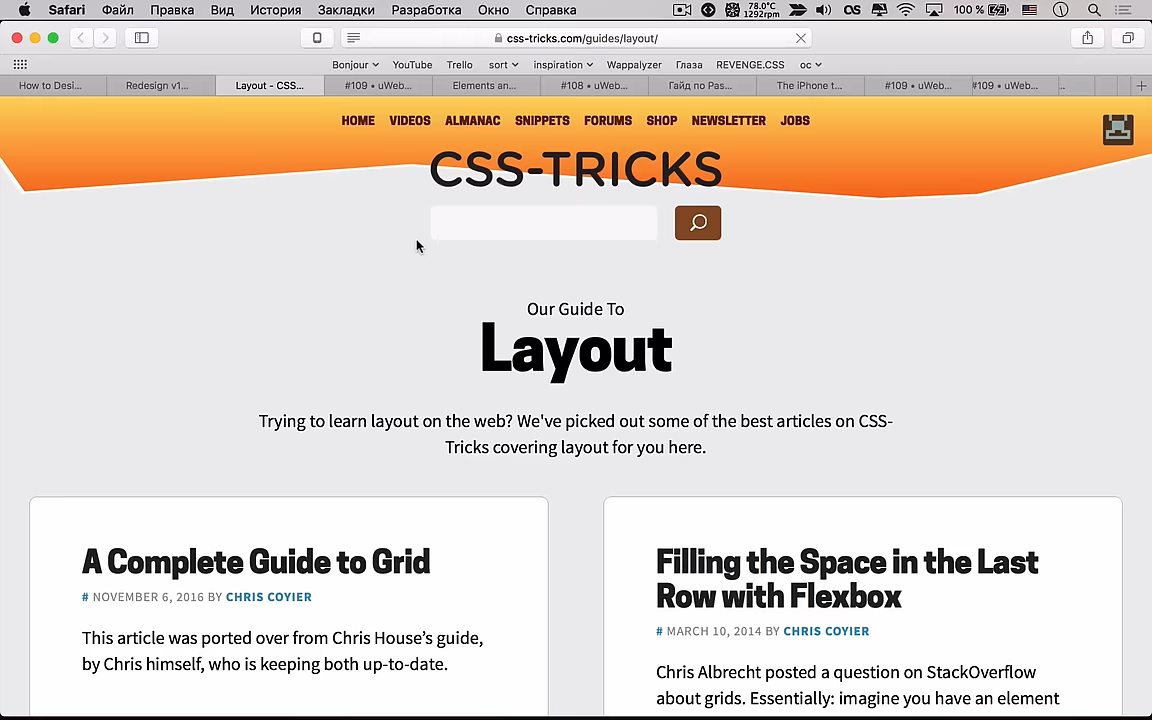 Safari Файл Правка Вид История Закладки Разработка Окно Справка 78.0°C 1292rpm 100 %
css-tricks.com/guides/layout/
Bonjour YouTube Trello sort inspiration Wappalyzer Глаза REVENGE.CSS ос
How to Desi... Redesign v1... Layout - CSS... #109 • uWeb... Elements an... #108 • uWeb... Гайд по Pas... The iPhone t... #109 • uWeb... #109 • uWeb...
HOME VIDEOS ALMANAC SNIPPETS FORUMS SHOP NEWSLETTER JOBS
CSS-TRICKS
Our Guide To
Layout
Trying to learn layout on the web? We've picked out some of the best articles on CSS-
Tricks covering layout for you here.
A Complete Guide to Grid
# NOVEMBER 6, 2016 BY CHRIS COYIER
This article was ported over from Chris House’s guide,
by Chris himself, who is keeping both up-to-date.
Filling the Space in the Last
Row with Flexbox
# MARCH 10, 2014 BY CHRIS COYIER
Chris Albrecht posted a question on StackOverflow
about grids. Essentially: imagine you have an element